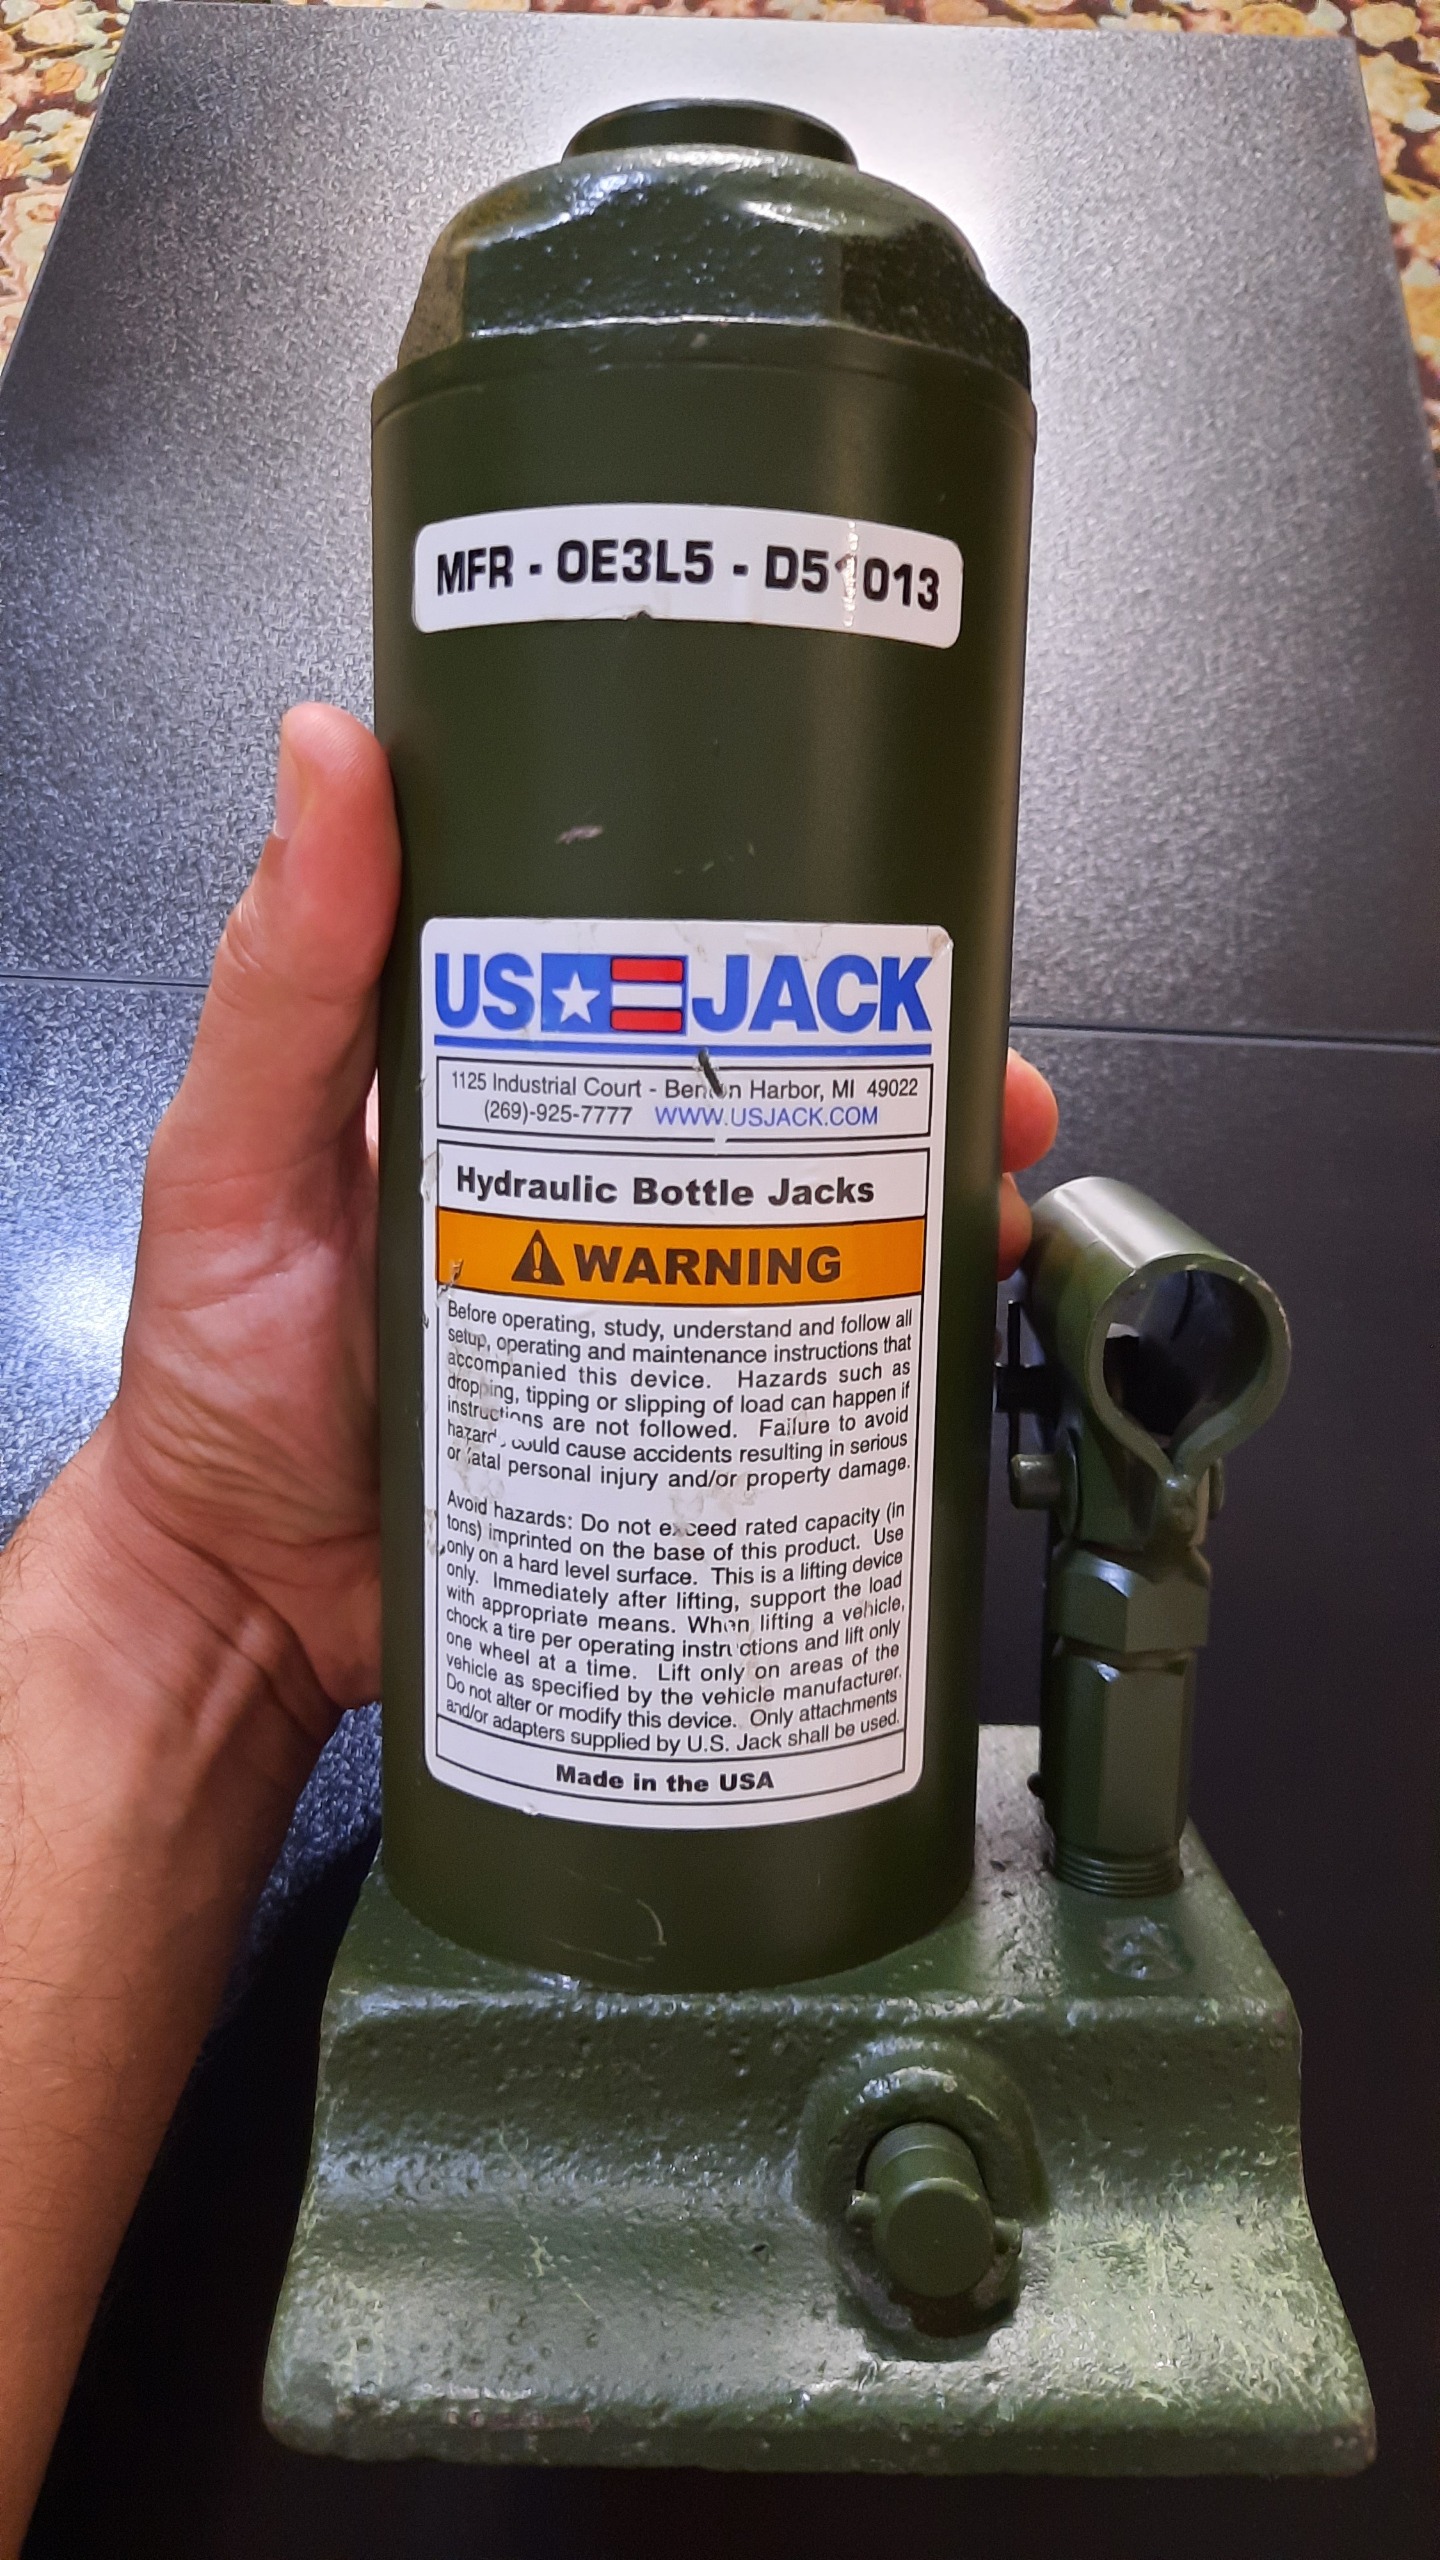 MFR - OE3L5 - D51013
US JACK
1125 Industrial Court - Benton Harbor, MI 49022
(269)-925-7777 WWW.USJACK.COM
Hydraulic Bottle Jacks
WARNING
Before operating, study, understand and follow all
setup, operating and maintenance instructions that
accompanied this device. Hazards such as
dropping, tipping or slipping of load can happen if
instructions are not followed. Failure to avoid
hazard could cause accidents resulting in serious
or fatal personal injury and/or property damage.
Avoid hazards: Do not exceed rated capacity (in
tons) imprinted on the base of this product. Use
only on a hard level surface. This is a lifting device
only. Immediately after lifting, support the load
with appropriate means. When lifting a vehicle,
chock a tire per operating instructions and lift only
one wheel at a time. Lift only on areas of the
vehicle as specified by the vehicle manufacturer.
Do not alter or modify this device. Only attachments
and/or adapters supplied by U.S. Jack shall be used.
Made in the USA